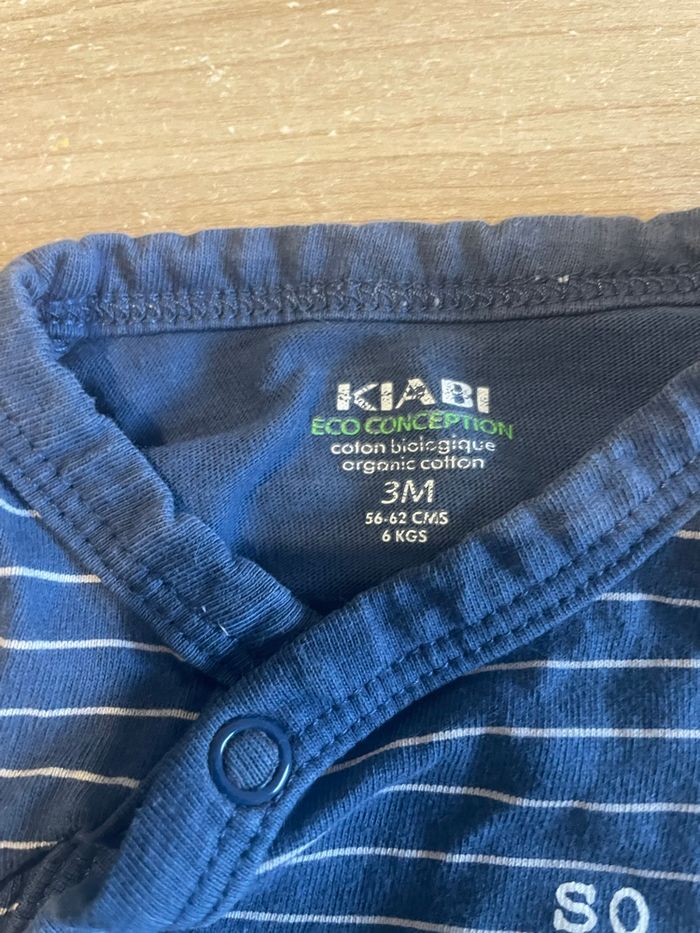 KIABI
ECO CONCEPTION
coton biologique
organic cotton
3M
56-62 CMS
6 KGS
SO